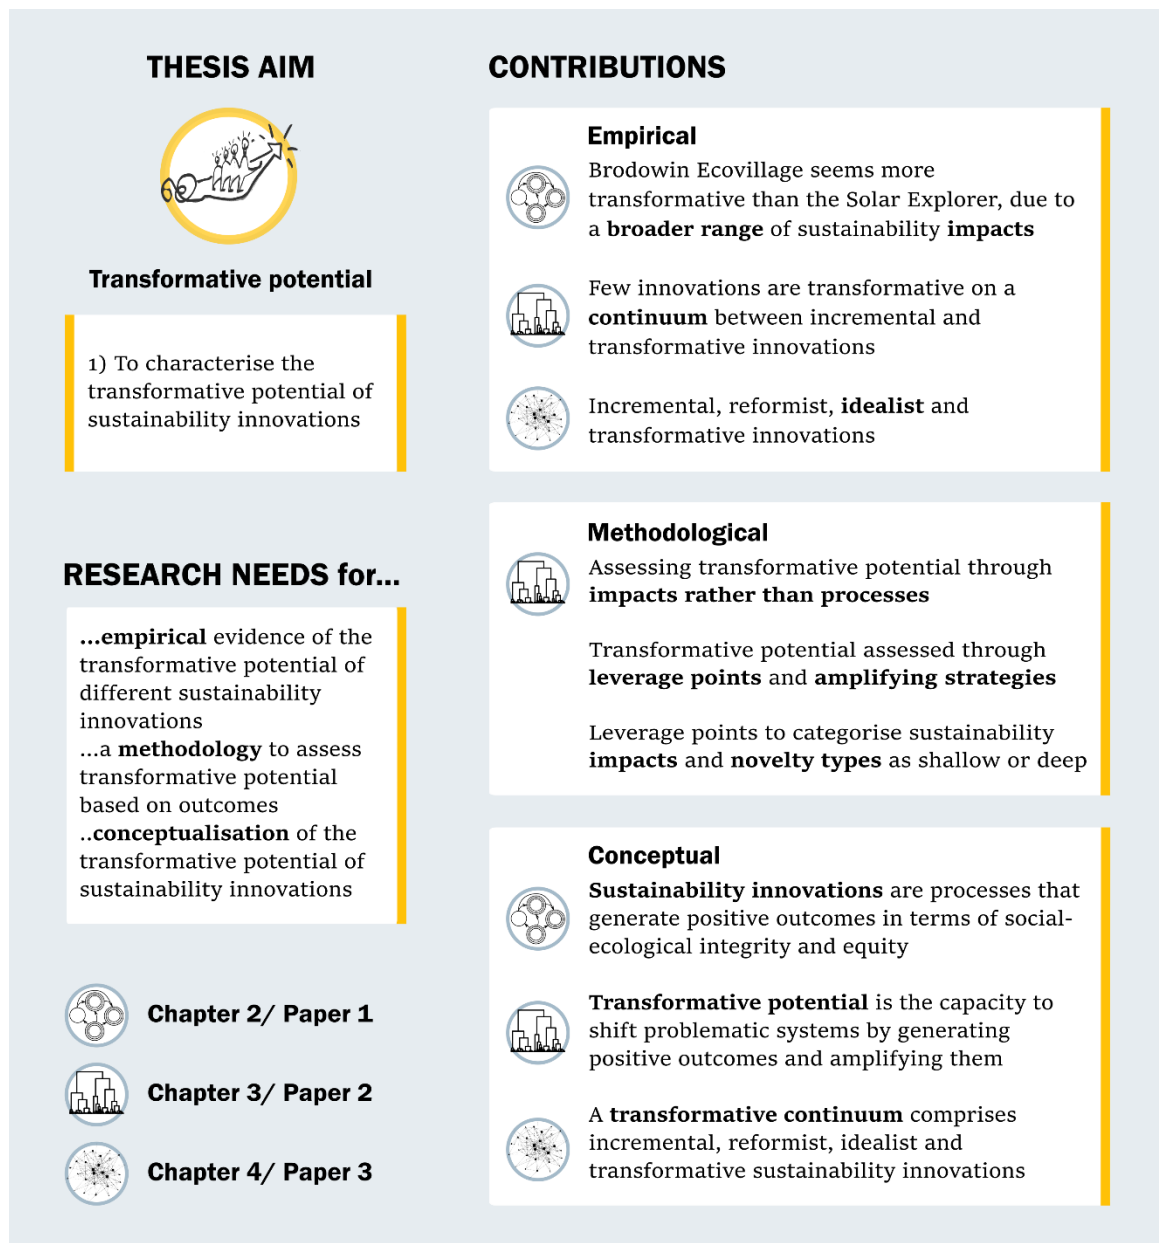 THESIS AIM
Transformative potential
1) To characterise the
transformative potential of
sustainability innovations
RESEARCH NEEDS for...
...empirical evidence of the
transformative potential of
different sustainability
innovations
...a methodology to assess
transformative potential
based on outcomes
..conceptualisation of the
transformative potential of
sustainability innovations
Chapter 2/ Paper 1
Chapter 3/ Paper 2
Chapter 4/ Paper 3
CONTRIBUTIONS
Empirical
Brodowin Ecovillage seems more
transformative than the Solar Explorer, due to
a broader range of sustainability impacts
Few innovations are transformative on a
continuum between incremental and
transformative innovations
Incremental, reformist, idealist and
transformative innovations
Methodological
Assessing transformative potential through
impacts rather than processes
Transformative potential assessed through
leverage points and amplifying strategies
Leverage points to categorise sustainability
impacts and novelty types as shallow or deep
Conceptual
Sustainability innovations are processes that
generate positive outcomes in terms of social-
ecological integrity and equity
Transformative potential is the capacity to
shift problematic systems by generating
positive outcomes and amplifying them
A transformative continuum comprises
incremental, reformist, idealist and
transformative sustainability innovations